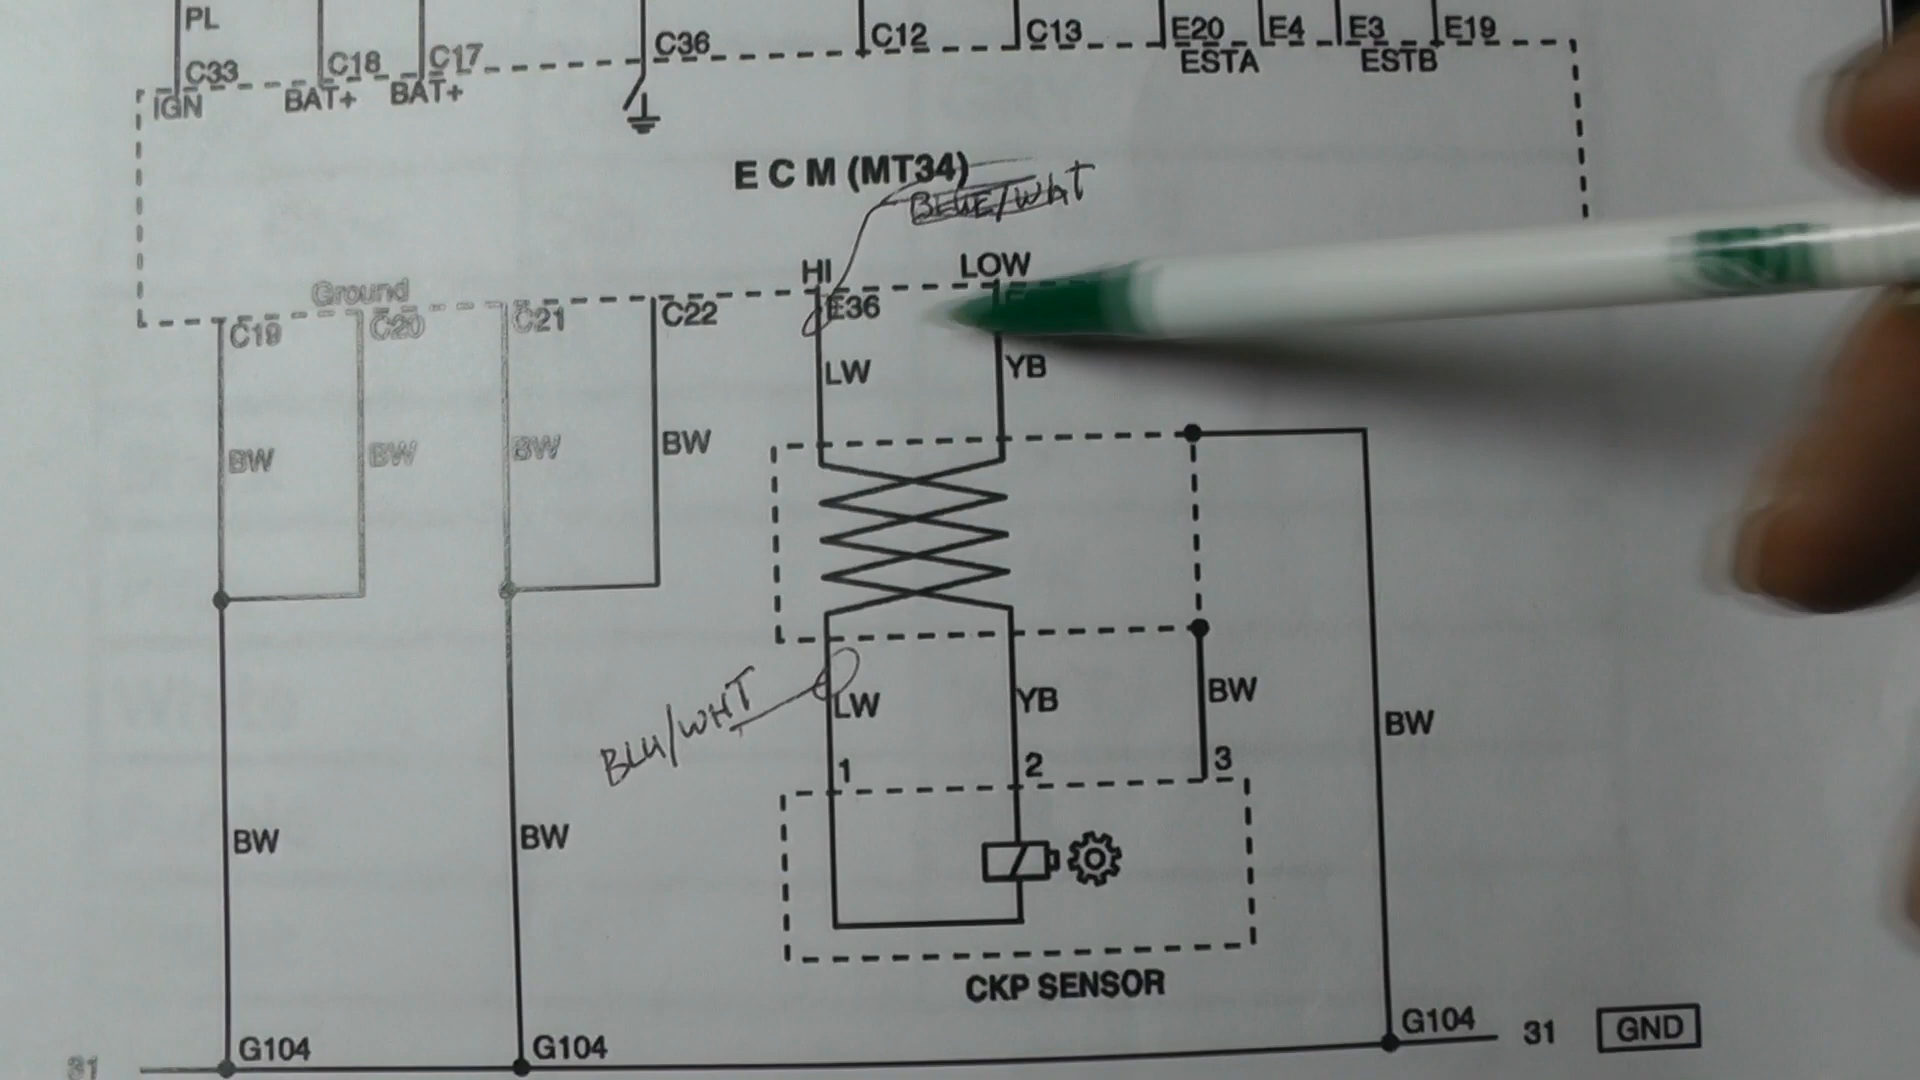 PL
C33 C18 C17 C36 C12 C13 E20 E4 E3 E19
IGN BAT+ BAT+ ESTA ESTB
E C M (MT34)
BLUE/WHT
HI LOW
Ground
C19 C20 C21 C22 E36
LW YB
BW BW BW BW
LW YB BW BW
BLU/WHT
1 2 3
BW BW
CKP SENSOR
G104 G104 G104 31 GND
31